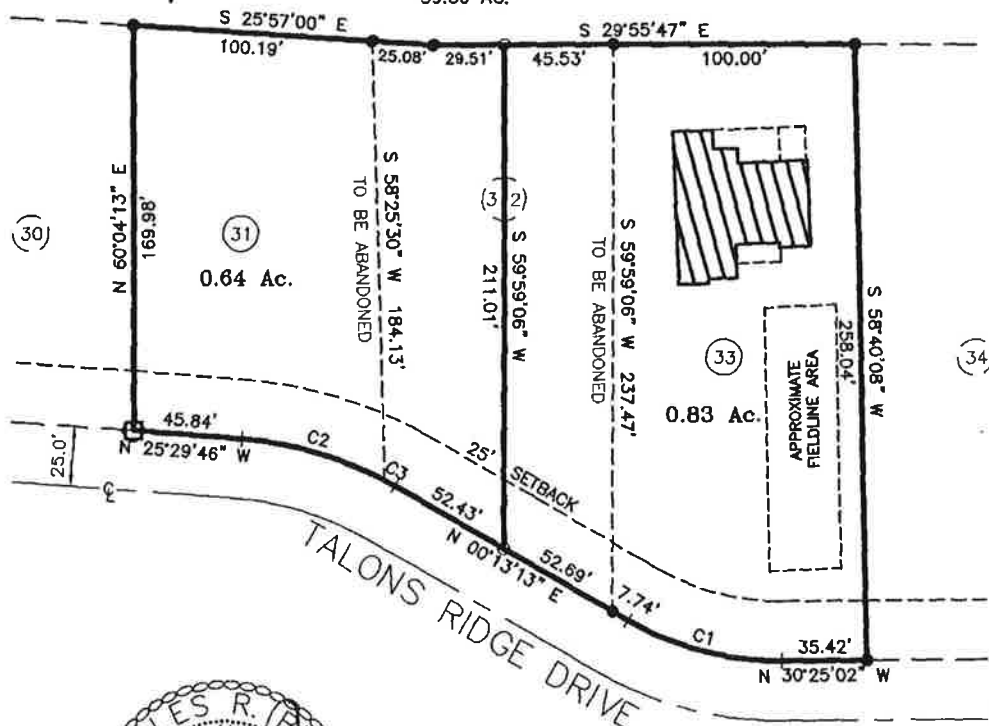 59.80 Ac.
S 25°57'00" E
100.19'
25.08'
29.51'
S 29°55'47" E
45.53'
100.00'
N 60°04'13" E
169.98'
S 58°25'30" W 184.13'
TO BE ABANDONED
(32)
S 59°59'06" W
211.01'
S 59°59'06" W 237.47'
TO BE ABANDONED
S 58°40'08" W
258.04'
(30)
31
0.64 Ac.
33
0.83 Ac.
(34)
APPROXIMATE
FIELDLINE AREA
45.84'
N 25°29'46" W
C2
C3
25' SETBACK
25.0'
℄
52.43'
N 00°13'13" E
52.69'
7.74'
C1
35.42'
N 30°25'02" W
TALONS RIDGE DRIVE
LES R.